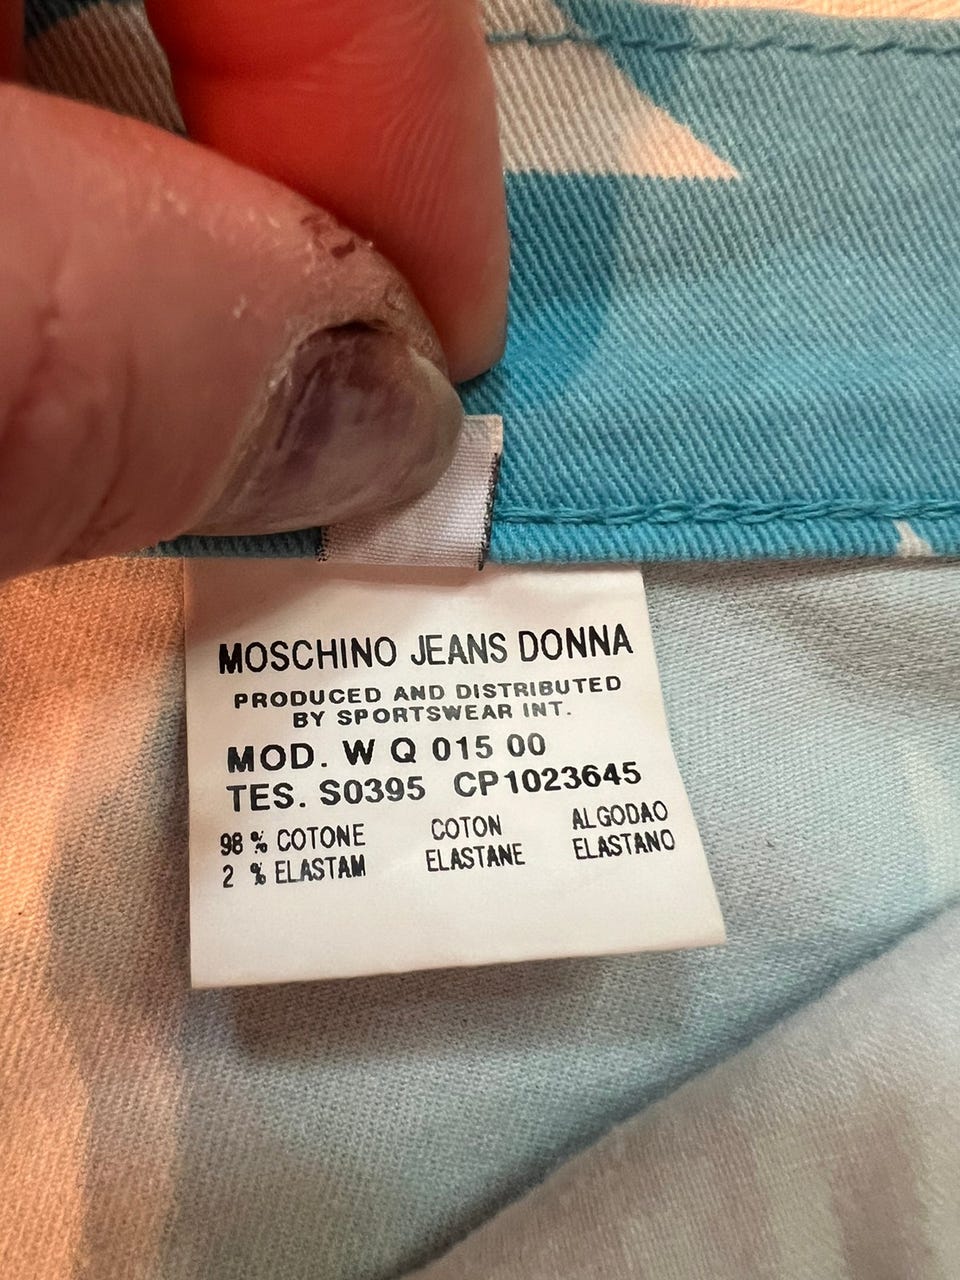 MOSCHINO JEANS DONNA
PRODUCED AND DISTRIBUTED
BY SPORTSWEAR INT.
MOD. W Q 015 00
TES. S0395 CP1023645
98 % COTONE COTON ALGODAO
2 % ELASTAM ELASTANE ELASTANO